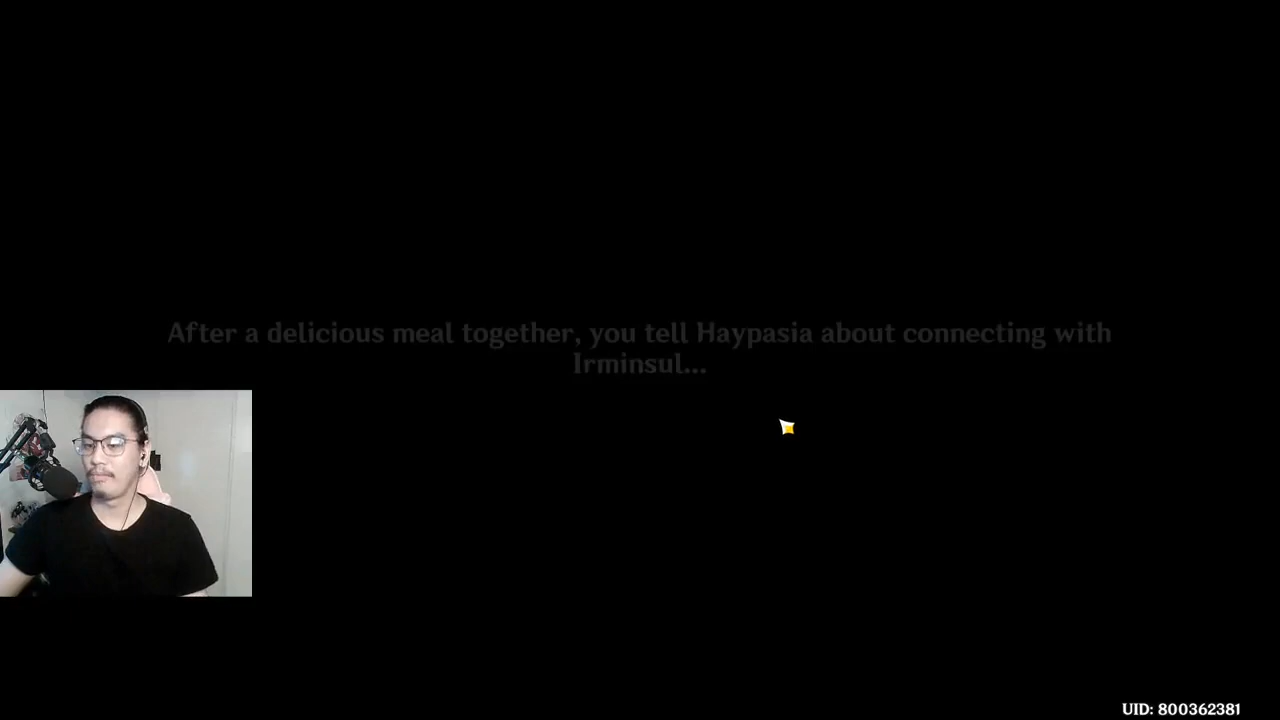 After a delicious meal together, you tell Haypasia about connecting with
Irminsul...
UID: 800362381